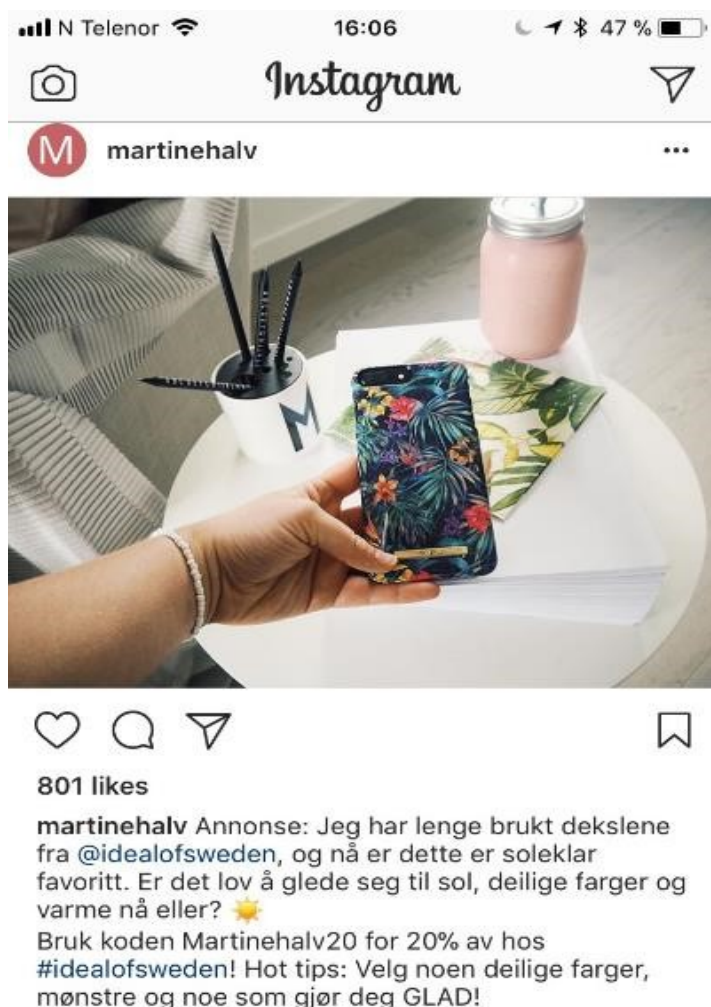 N Telenor 16:06 47 %
Instagram
M martinehalv
M
801 likes
martinehalv Annonse: Jeg har lenge brukt dekslene
fra @idealofsweden, og nå er dette er soleklar
favoritt. Er det lov å glede seg til sol, deilige farger og
varme nå eller? ☀️
Bruk koden Martinehalv20 for 20% av hos
#idealofsweden! Hot tips: Velg noen deilige farger,
mønstre og noe som gjør deg GLAD!